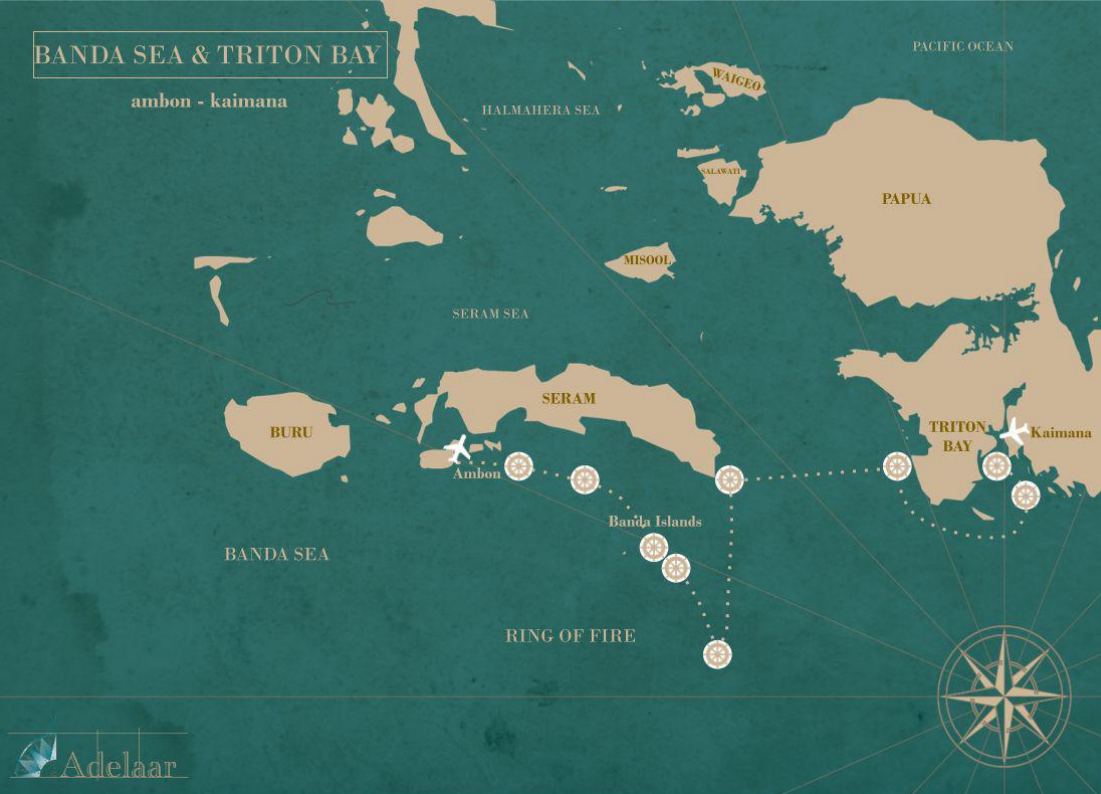 BANDA SEA & TRITON BAY
ambon - kaimana
PACIFIC OCEAN
WAIGEO
HALMAHERA SEA
SALAWATI
PAPUA
MISOOL
SERAM SEA
SERAM
BURU
TRITON
BAY
Kaimana
Ambon
Banda Islands
BANDA SEA
RING OF FIRE
Adelaar